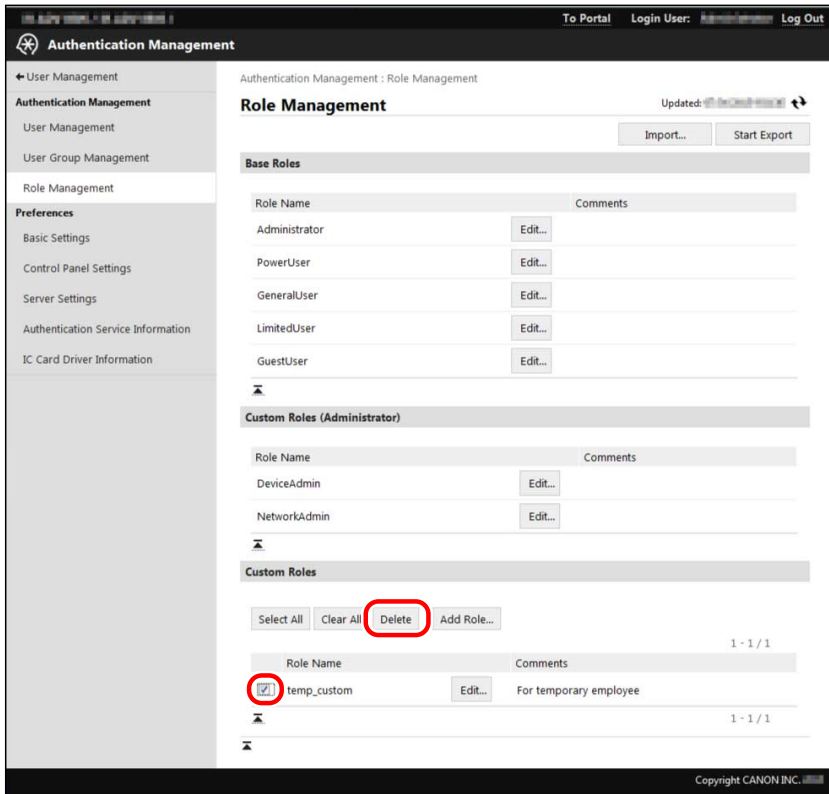 To Portal Login User: Log Out
Authentication Management
User Management
Authentication Management
User Management
User Group Management
Role Management
Preferences
Basic Settings
Control Panel Settings
Server Settings
Authentication Service Information
IC Card Driver Information
Authentication Management : Role Management
Role Management
Updated:
Import... Start Export
Base Roles
Role Name Comments
Administrator Edit...
PowerUser Edit...
GeneralUser Edit...
LimitedUser Edit...
GuestUser Edit...
Custom Roles (Administrator)
Role Name Comments
DeviceAdmin Edit...
NetworkAdmin Edit...
Custom Roles
Select All Clear All Delete Add Role...
1 - 1 / 1
Role Name Comments
temp_custom Edit... For temporary employee
1 - 1 / 1
Copyright CANON INC.